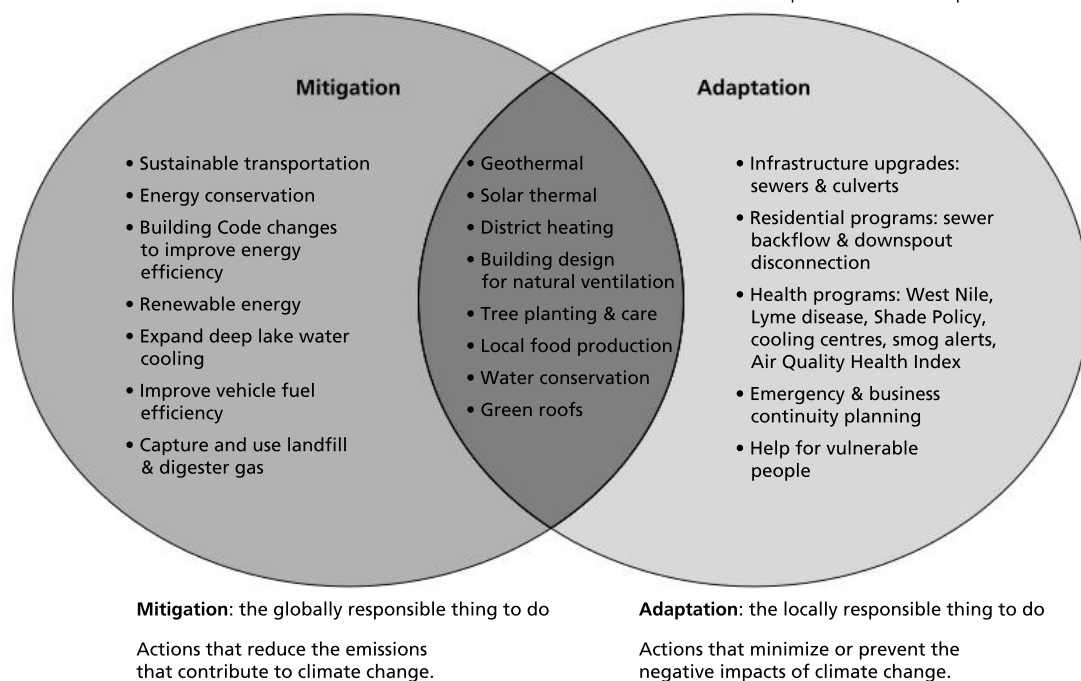 Mitigation
• Sustainable transportation
• Energy conservation
• Building Code changes
to improve energy
efficiency
• Renewable energy
• Expand deep lake water
cooling
• Improve vehicle fuel
efficiency
• Capture and use landfill
& digester gas
• Geothermal
• Solar thermal
• District heating
• Building design
for natural ventilation
• Tree planting & care
• Local food production
• Water conservation
• Green roofs
Adaptation
• Infrastructure upgrades:
sewers & culverts
• Residential programs: sewer
backflow & downspout
disconnection
• Health programs: West Nile,
Lyme disease, Shade Policy,
cooling centres, smog alerts,
Air Quality Health Index
• Emergency & business
continuity planning
• Help for vulnerable
people
Mitigation: the globally responsible thing to do
Actions that reduce the emissions
that contribute to climate change.
Adaptation: the locally responsible thing to do
Actions that minimize or prevent the
negative impacts of climate change.